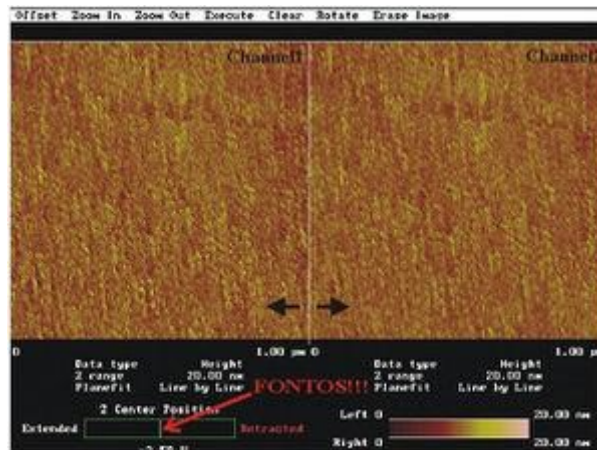 Offset Zoom In Zoom Out Execute Clear Rotate Erase Image
Channel1 Channel2
0 1.00 µm 0 1.00 µ
Data type Height Data type Height
Z range 20.00 nm Z range 20.00 nm
Planefit Line by Line Planefit Line by Line
FONTOS!!!
Z Center Position
Extended Retracted
Left 0 20.00 nm
Right 0 20.00 nm